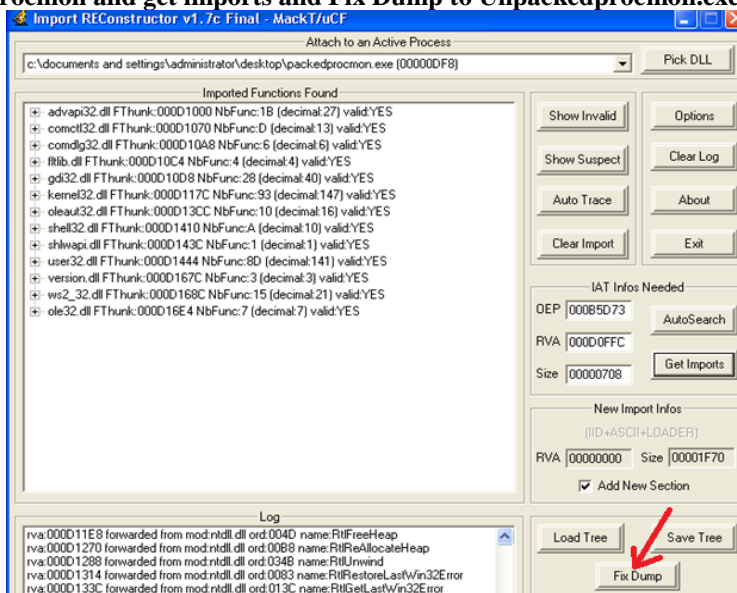 rocmon and get imports and Fix Dump to Unpackedprocmon.exe
Import REConstructor v1.7c Final - MackT/uCF
Attach to an Active Process
c:\documents and settings\administrator\desktop\packedprocmon.exe (00000DF8)
Pick DLL
Imported Functions Found
advapi32.dll FThunk:000D1000 NbFunc:1B (decimal:27) valid:YES
comctl32.dll FThunk:000D1070 NbFunc:D (decimal:13) valid:YES
comdlg32.dll FThunk:000D10A8 NbFunc:6 (decimal:6) valid:YES
fltlib.dll FThunk:000D10C4 NbFunc:4 (decimal:4) valid:YES
gdi32.dll FThunk:000D10D8 NbFunc:28 (decimal:40) valid:YES
kernel32.dll FThunk:000D117C NbFunc:93 (decimal:147) valid:YES
oleaut32.dll FThunk:000D13CC NbFunc:10 (decimal:16) valid:YES
shell32.dll FThunk:000D1410 NbFunc:A (decimal:10) valid:YES
shlwapi.dll FThunk:000D143C NbFunc:1 (decimal:1) valid:YES
user32.dll FThunk:000D1444 NbFunc:8D (decimal:141) valid:YES
version.dll FThunk:000D167C NbFunc:3 (decimal:3) valid:YES
ws2_32.dll FThunk:000D168C NbFunc:15 (decimal:21) valid:YES
ole32.dll FThunk:000D16E4 NbFunc:7 (decimal:7) valid:YES
Show Invalid
Options
Show Suspect
Clear Log
Auto Trace
About
Clear Import
Exit
IAT Infos Needed
OEP 000B5D73
AutoSearch
RVA 000D0FFC
Size 00000708
Get Imports
New Import Infos
(IID+ASCII+LOADER)
RVA 00000000 Size 00001F70
Add New Section
Log
rva:000D11E8 forwarded from mod:ntdll.dll ord:004D name:RtlFreeHeap
rva:000D1270 forwarded from mod:ntdll.dll ord:00B8 name:RtlReAllocateHeap
rva:000D1288 forwarded from mod:ntdll.dll ord:034B name:RtlUnwind
rva:000D1314 forwarded from mod:ntdll.dll ord:0083 name:RtlRestoreLastWin32Error
rva:000D133C forwarded from mod:ntdll.dll ord:013C name:RtlGetLastWin32Error
Load Tree
Save Tree
Fix Dump